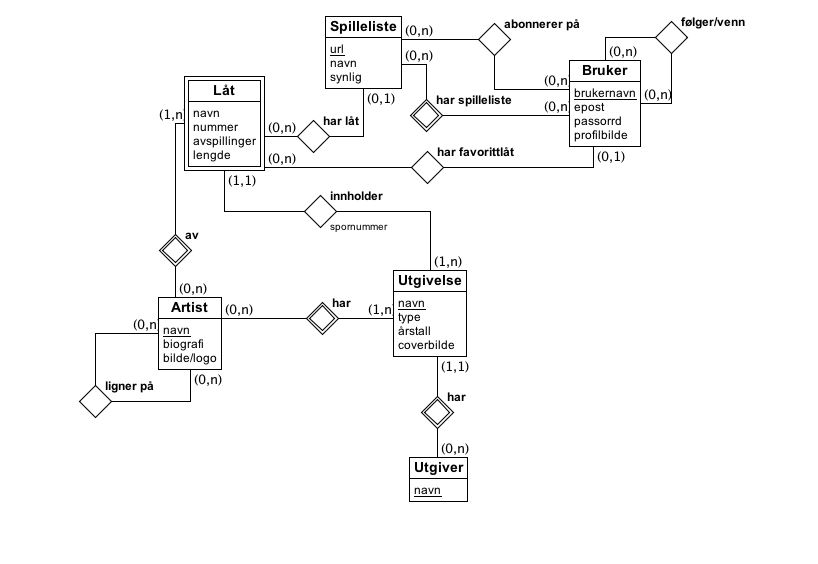 Spilleliste
url
navn
synlig
(0,n)
abonnerer på
(0,n)
følger/venn
(0,n)
Bruker
brukernavn
epost
passorrd
profilbilde
(0,n)
(0,n)
(0,n)
har spilleliste
(0,1)
(0,1)
Låt
navn
nummer
avspillinger
lengde
(1,n)
(0,n)
har låt
(0,n)
har favorittlåt
(1,1)
innholder
spornummer
(1,n)
av
(0,n)
Artist
navn
biografi
bilde/logo
(0,n)
har
(1,n)
Utgivelse
navn
type
årstall
coverbilde
(0,n)
(0,n)
ligner på
(1,1)
har
(0,n)
Utgiver
navn